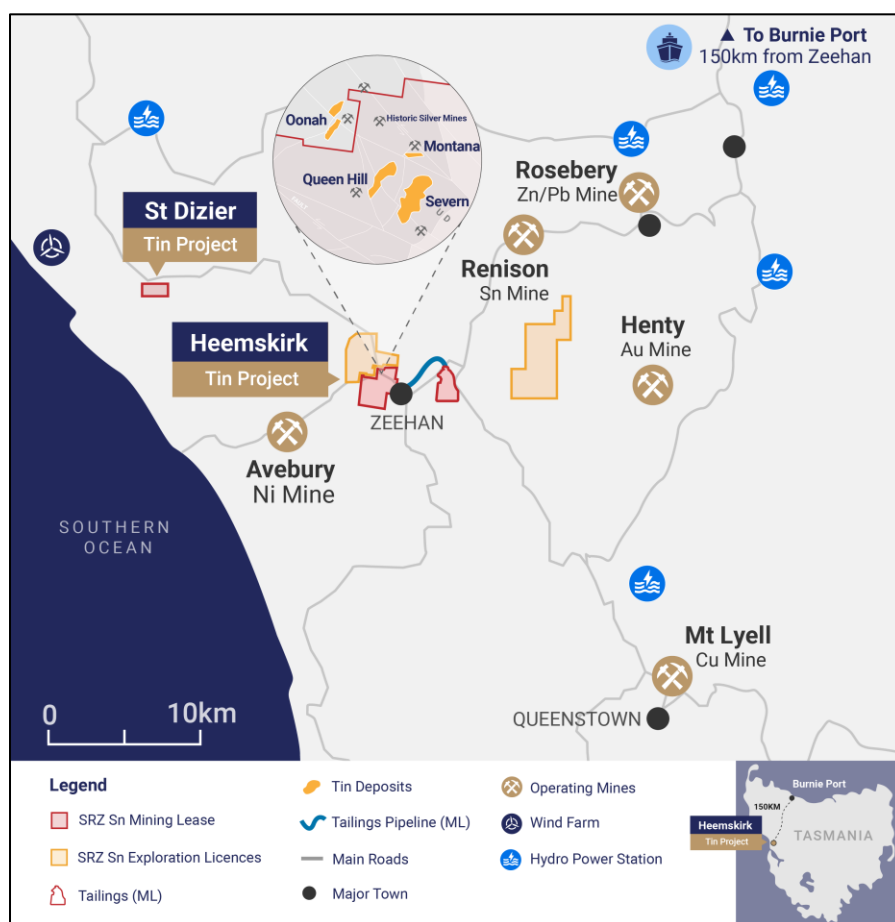 ▲ To Burnie Port
150km from Zeehan
Oonah
Historic Silver Mines
Montana
Queen Hill
Severn
Rosebery
Zn/Pb Mine
St Dizier
Tin Project
Renison
Sn Mine
Henty
Au Mine
Heemskirk
Tin Project
ZEEHAN
Avebury
Ni Mine
SOUTHERN
OCEAN
Mt Lyell
Cu Mine
0 10km
QUEENSTOWN
Legend
SRZ Sn Mining Lease
SRZ Sn Exploration Licences
Tailings (ML)
Tin Deposits
Tailings Pipeline (ML)
Main Roads
Major Town
Operating Mines
Wind Farm
Hydro Power Station
Burnie Port
150KM
Heemskirk
Tin Project
TASMANIA